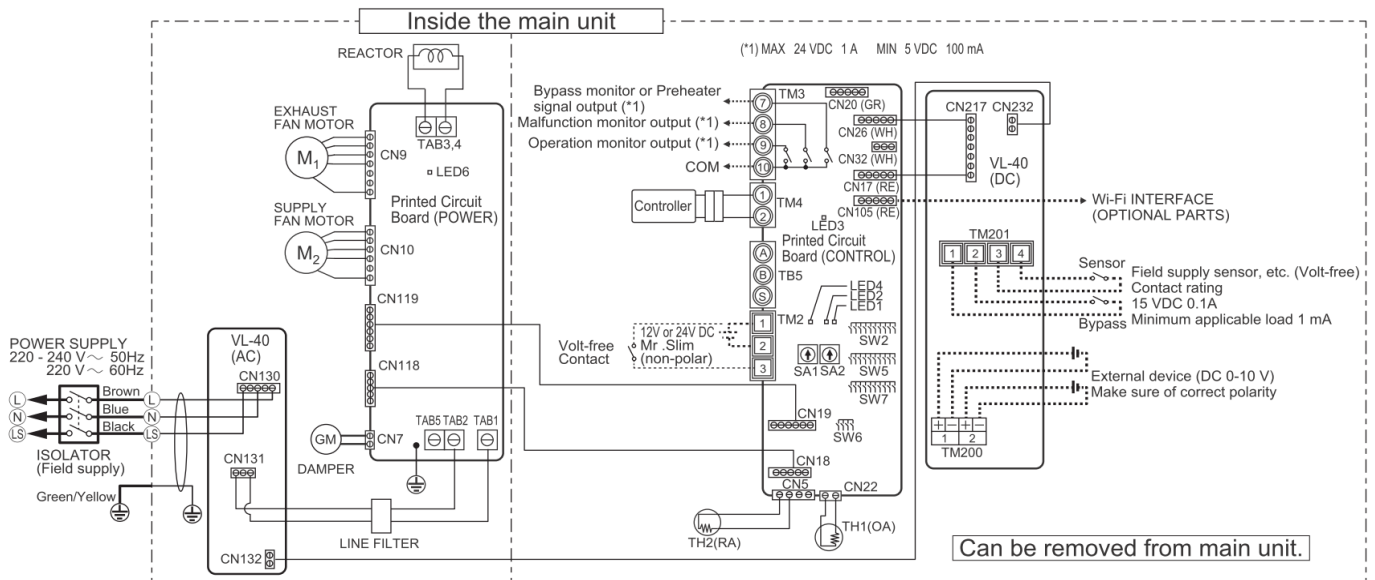 Inside the main unit
(*1) MAX 24 VDC 1 A MIN 5 VDC 100 mA
REACTOR
TAB3,4
EXHAUST
FAN MOTOR
M1
CN9
LED6
Printed Circuit
Board (POWER)
SUPPLY
FAN MOTOR
M2
CN10
CN119
CN118
CN7
TAB5 TAB2 TAB1
GM
DAMPER
POWER SUPPLY
220 - 240 V～ 50Hz
220 V～ 60Hz
L
N
LS
Brown
Blue
Black
L
N
LS
ISOLATOR
(Field supply)
Green/Yellow
VL-40
(AC)
CN130
CN131
CN132
LINE FILTER
Bypass monitor or Preheater
signal output (*1)
Malfunction monitor output (*1)
Operation monitor output (*1)
COM
7
8
9
10
TM3
Controller
1
2
TM4
A
B
S
TB5
1
2
3
TM2
12V or 24V DC
Mr .Slim
(non-polar)
Volt-free
Contact
CN20 (GR)
CN26 (WH)
CN32 (WH)
CN17 (RE)
CN105 (RE)
LED3
Printed Circuit
Board (CONTROL)
LED4
LED2
LED1
SA1 SA2
SW2
SW5
SW7
SW6
CN19
CN18
CN5
CN22
TH2(RA)
TH1(OA)
CN217
CN232
VL-40
(DC)
Wi-Fi INTERFACE
(OPTIONAL PARTS)
TM201
1 2 3 4
Sensor
Bypass
Field supply sensor, etc. (Volt-free)
Contact rating
15 VDC 0.1A
Minimum applicable load 1 mA
External device (DC 0-10 V)
Make sure of correct polarity
+ − + −
1 2
TM200
Can be removed from main unit.